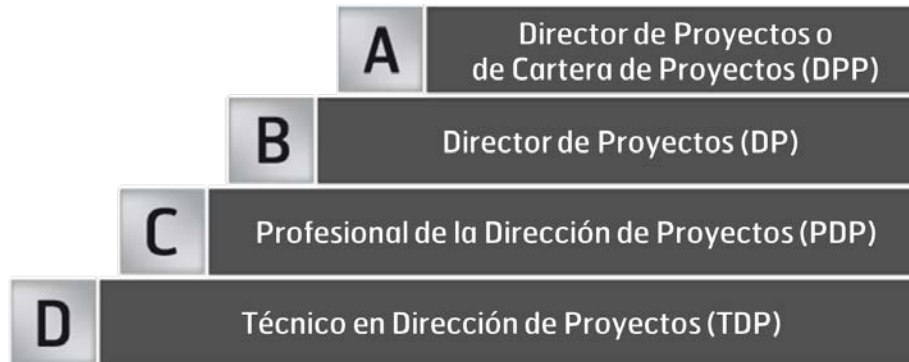 A
Director de Proyectos o
de Cartera de Proyectos (DPP)
B
Director de Proyectos (DP)
C
Profesional de la Dirección de Proyectos (PDP)
D
Técnico en Dirección de Proyectos (TDP)